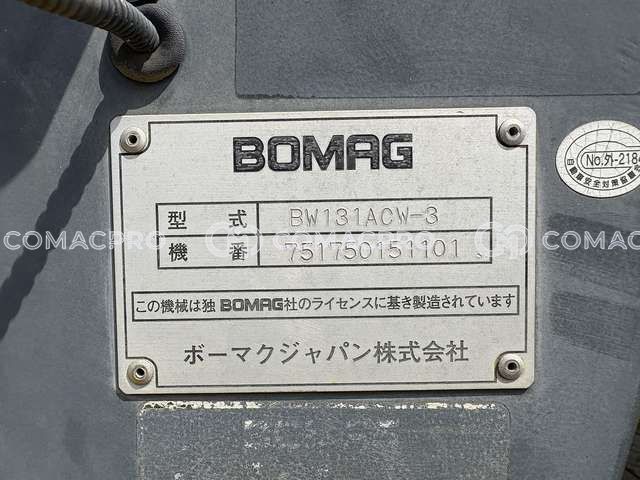 BOMAG
型式 BW131ACW-3
機番 751750151101
この機械は独 BOMAG社のライセンスに基き製造されています
ボーマクジャパン株式会社
No.外-218
COMACPRO COMACPRO COMACPRO